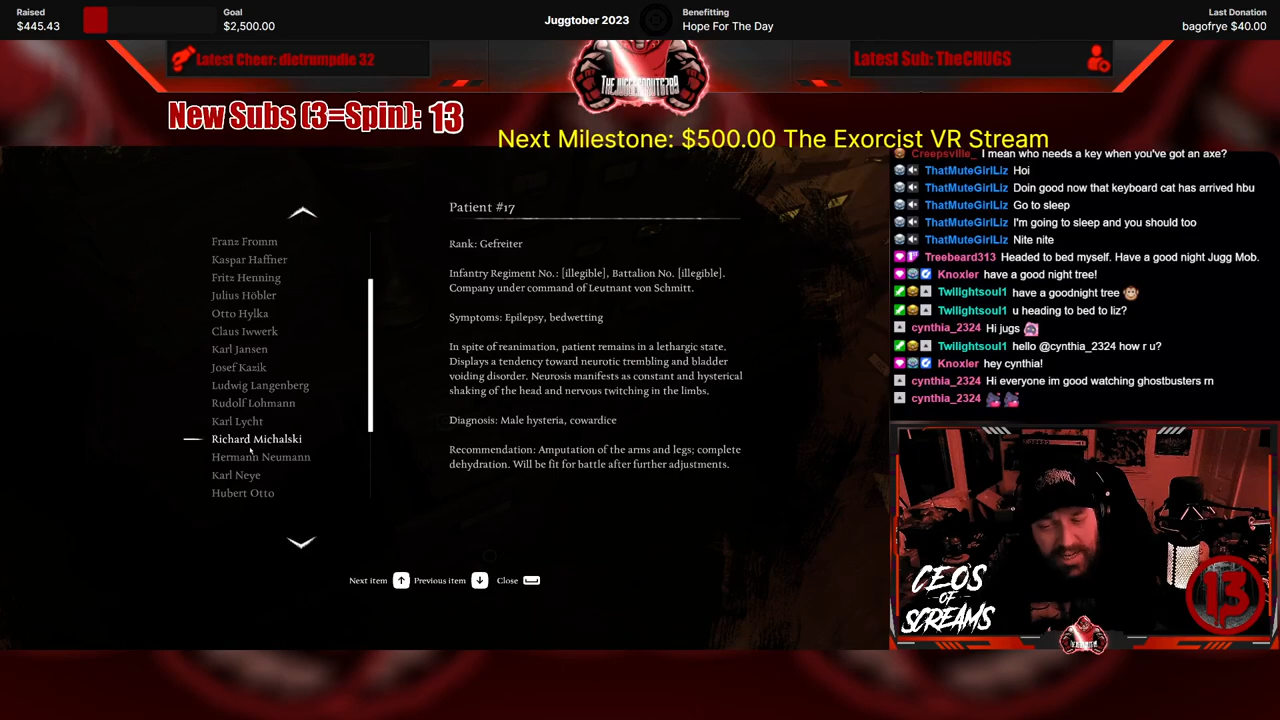 Raised
$445.43
Goal
$2,500.00
Juggtober 2023
Benefitting
Hope For The Day
Last Donation
bagofrye $40.00
Latest Cheer: dietrumpdie 32
THEJUGGERNAUT6789
Latest Sub: TheCHUGS
New Subs (3=Spin): 13
Next Milestone: $500.00 The Exorcist VR Stream
Franz Fromm
Kaspar Haffner
Fritz Henning
Julius Höbler
Otto Hylka
Claus Iwwerk
Karl Jansen
Josef Kazik
Ludwig Langenberg
Rudolf Lohmann
Karl Lycht
Richard Michalski
Hermann Neumann
Karl Neye
Hubert Otto
Patient #17
Rank: Gefreiter
Infantry Regiment No.: [illegible], Battalion No. [illegible].
Company under command of Leutnant von Schmitt.
Symptoms: Epilepsy, bedwetting
In spite of reanimation, patient remains in a lethargic state.
Displays a tendency toward neurotic trembling and bladder
voiding disorder. Neurosis manifests as constant and hysterical
shaking of the head and nervous twitching in the limbs.
Diagnosis: Male hysteria, cowardice
Recommendation: Amputation of the arms and legs; complete
dehydration. Will be fit for battle after further adjustments.
Next item Previous item Close
Creepsville_ I mean who needs a key when you've got an axe?
ThatMuteGirlLiz Hoi
ThatMuteGirlLiz Doin good now that keyboard cat has arrived hbu
ThatMuteGirlLiz Go to sleep
ThatMuteGirlLiz I'm going to sleep and you should too
ThatMuteGirlLiz Nite nite
Treebeard313 Headed to bed myself. Have a good night Jugg Mob.
Knoxler have a good night tree!
Twilightsoul1 have a goodnight tree
Twilightsoul1 u heading to bed to liz?
cynthia_2324 Hi jugs
Twilightsoul1 hello @cynthia_2324 how r u?
Knoxler hey cynthia!
cynthia_2324 Hi everyone im good watching ghostbusters rn
cynthia_2324
CEOS
OF
SCREAMS
13